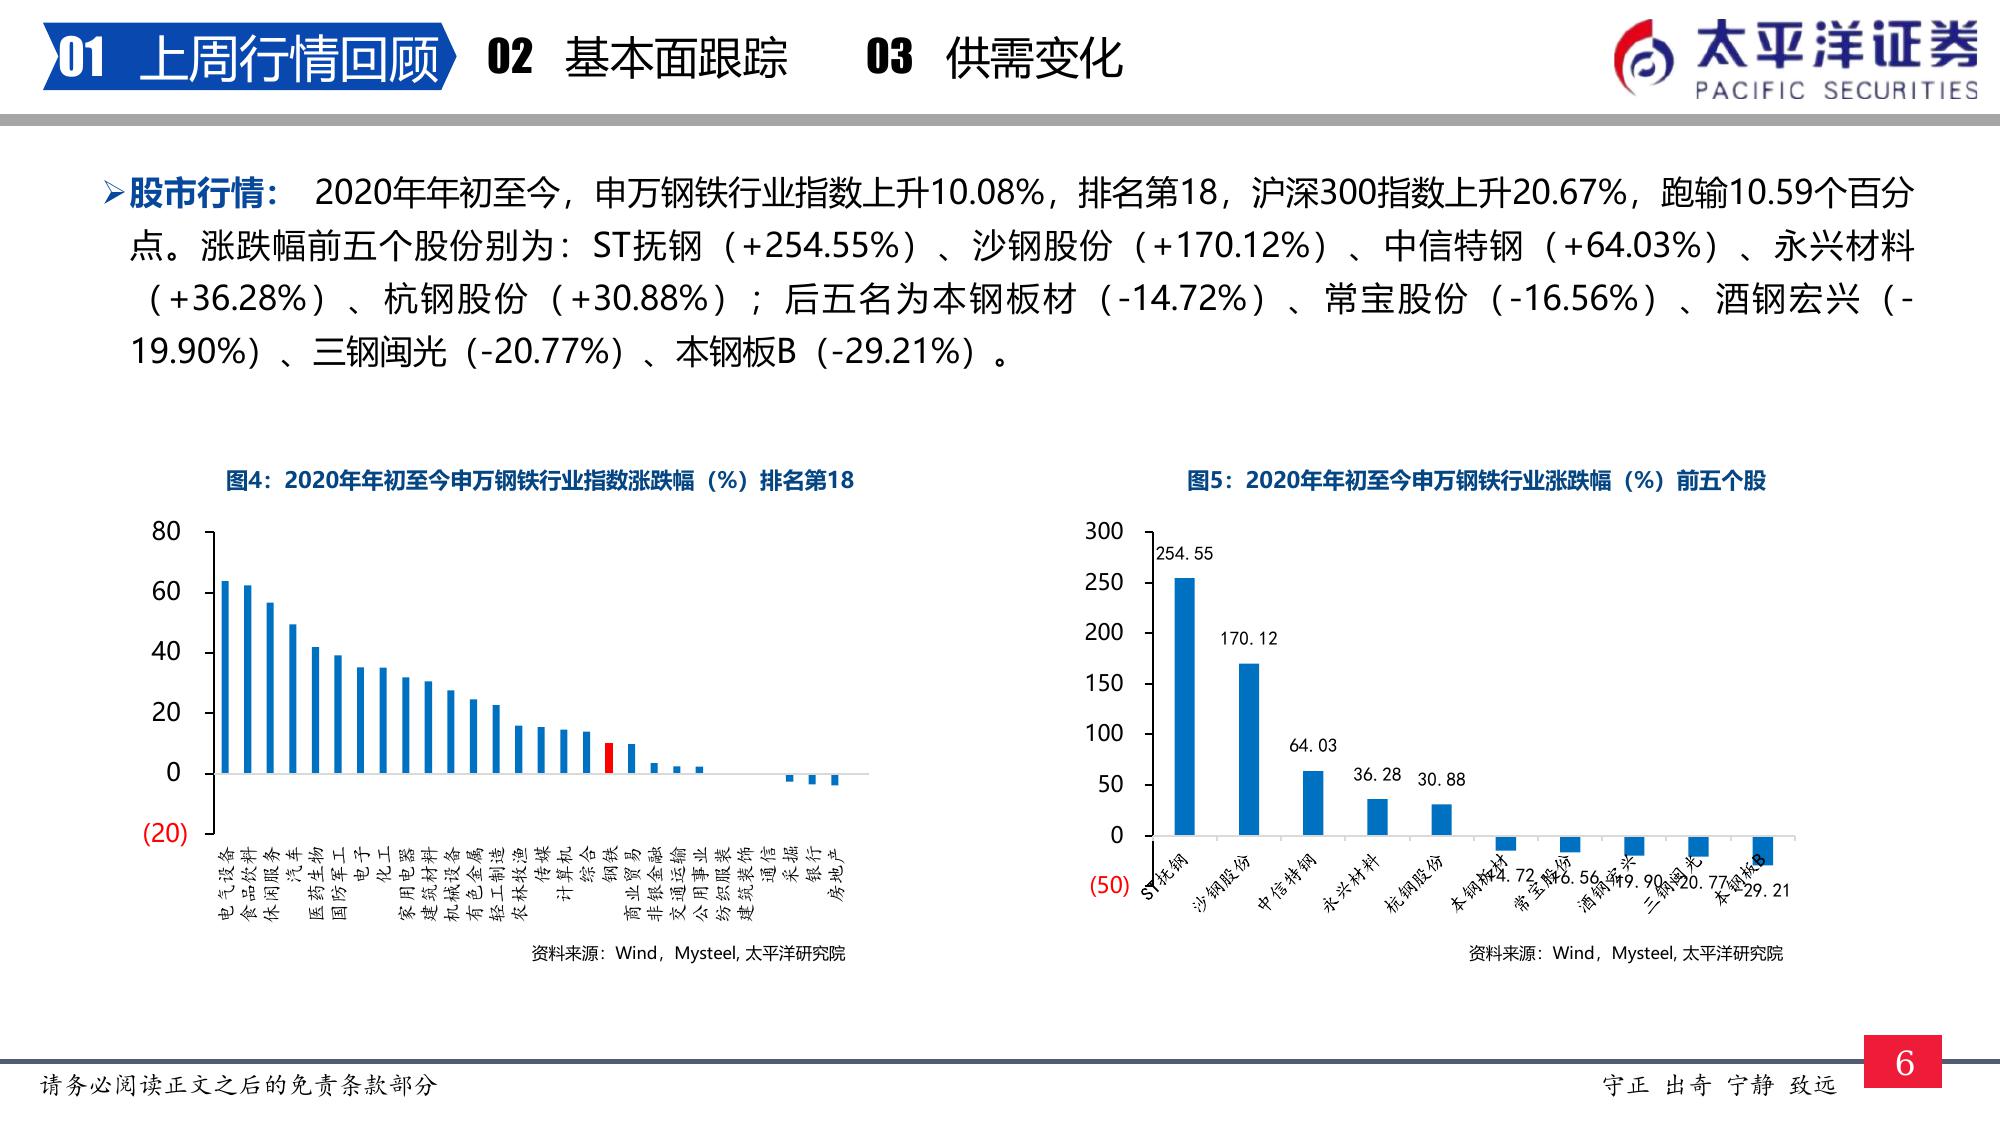 01 上周行情回顾 02 基本面跟踪 03 供需变化
太平洋证券
PACIFIC SECURITIES
➢股市行情： 2020年年初至今，申万钢铁行业指数上升10.08%，排名第18，沪深300指数上升20.67%，跑输10.59个百分
点。涨跌幅前五个股份别为：ST抚钢（+254.55%）、沙钢股份（+170.12%）、中信特钢（+64.03%）、永兴材料
（+36.28%）、杭钢股份（+30.88%）；后五名为本钢板材（-14.72%）、常宝股份（-16.56%）、酒钢宏兴（-
19.90%）、三钢闽光（-20.77%）、本钢板B（-29.21%）。
图4：2020年年初至今申万钢铁行业指数涨跌幅（%）排名第18
80
60
40
20
0
(20)
电气设备
食品饮料
休闲服务
汽车
医药生物
国防军工
电子
化工
家用电器
建筑材料
机械设备
有色金属
轻工制造
农林牧渔
传媒
计算机
综合
钢铁
商业贸易
非银金融
交通运输
公用事业
纺织服装
建筑装饰
通信
采掘
银行
房地产
资料来源：Wind，Mysteel, 太平洋研究院
图5：2020年年初至今申万钢铁行业涨跌幅（%）前五个股
300
250
200
150
100
50
0
(50)
254.55
170.12
64.03
36.28
30.88
-14.72
-16.56
-19.90
-20.77
-29.21
ST抚钢
沙钢股份
中信特钢
永兴材料
杭钢股份
本钢板材
常宝股份
酒钢宏兴
三钢闽光
本钢板B
资料来源：Wind，Mysteel, 太平洋研究院
请务必阅读正文之后的免责条款部分
守正 出奇 宁静 致远
6